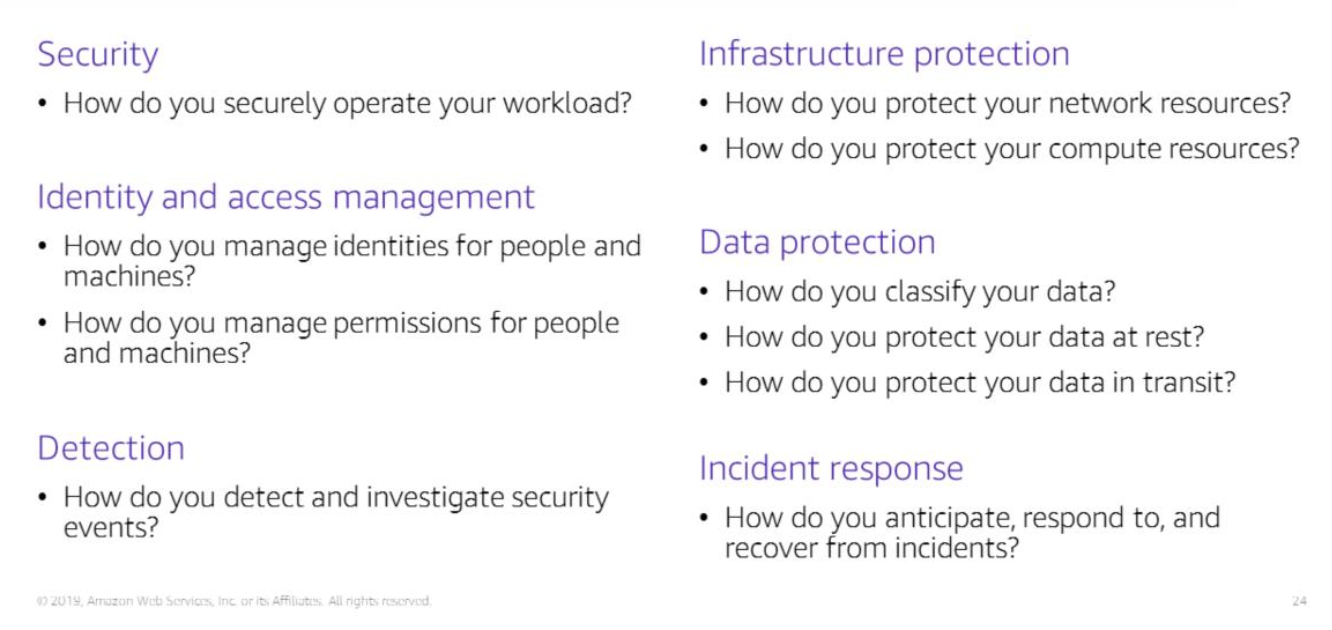 Security
• How do you securely operate your workload?
Identity and access management
• How do you manage identities for people and
machines?
• How do you manage permissions for people
and machines?
Detection
• How do you detect and investigate security
events?
Infrastructure protection
• How do you protect your network resources?
• How do you protect your compute resources?
Data protection
• How do you classify your data?
• How do you protect your data at rest?
• How do you protect your data in transit?
Incident response
• How do you anticipate, respond to, and
recover from incidents?
© 2019, Amazon Web Services, Inc. or its Affiliates. All rights reserved.
24